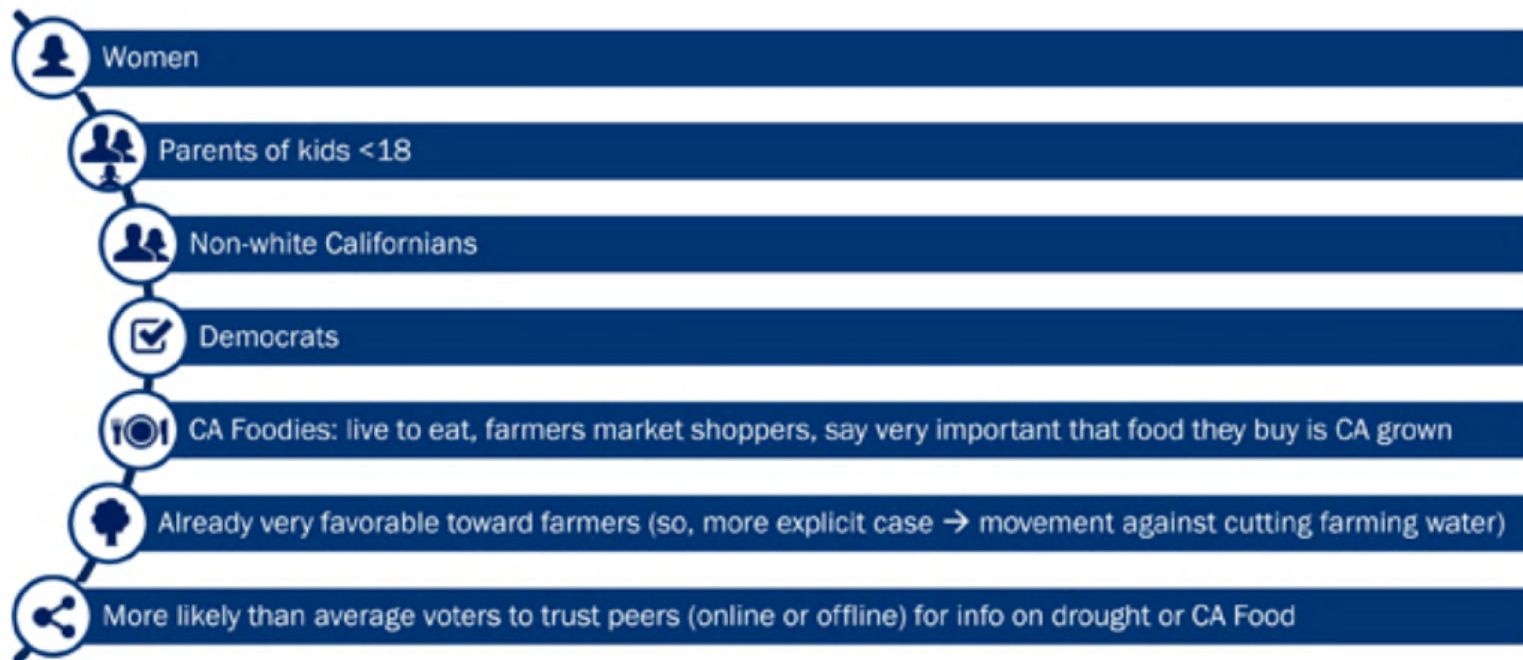 Women
Parents of kids <18
Non-white Californians
Democrats
CA Foodies: live to eat, farmers market shoppers, say very important that food they buy is CA grown
Already very favorable toward farmers (so, more explicit case → movement against cutting farming water)
More likely than average voters to trust peers (online or offline) for info on drought or CA Food